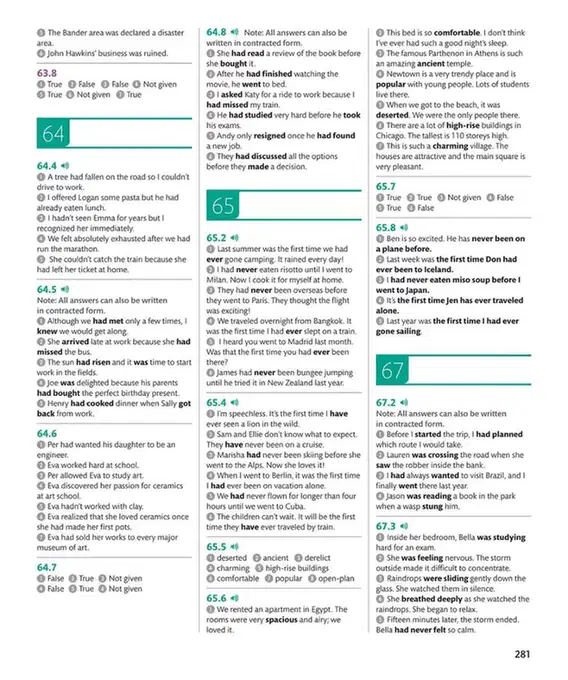 ⑤ The Bander area was declared a disaster
area.
⑥ John Hawkins' business was ruined.
63.8
① True ② False ③ False ④ Not given
⑤ True ⑥ Not given ⑦ True
64
64.4
① A tree had fallen on the road so I couldn't
drive to work.
② I offered Logan some pasta but he had
already eaten lunch.
③ I hadn't seen Emma for years but I
recognized her immediately.
④ We felt absolutely exhausted after we had
run the marathon.
⑤ She couldn't catch the train because she
had left her ticket at home.
64.5
Note: All answers can also be written
in contracted form.
① Although we had met only a few times, I
knew we would get along.
② She arrived late at work because she had
missed the bus.
③ The sun had risen and it was time to start
work in the fields.
④ Joe was delighted because his parents
had bought the perfect birthday present.
⑤ Henry had cooked dinner when Sally got
back from work.
64.6
① Per had wanted his daughter to be an
engineer.
② Eva worked hard at school.
③ Per allowed Eva to study art.
④ Eva discovered her passion for ceramics
at art school.
⑤ Eva hadn't worked with clay.
⑥ Eva realized that she loved ceramics once
she had made her first pots.
⑦ Eva had sold her works to every major
museum of art.
64.7
① False ② True ③ Not given
④ False ⑤ True ⑥ Not given
64.8 Note: All answers can also be
written in contracted form.
① She had read a review of the book before
she bought it.
② After he had finished watching the
movie, he went to bed.
③ I asked Katy for a ride to work because I
had missed my train.
④ He had studied very hard before he took
his exams.
⑤ Andy only resigned once he had found
a new job.
⑥ They had discussed all the options
before they made a decision.
65
65.2
① Last summer was the first time we had
ever gone camping. It rained every day!
② I had never eaten risotto until I went to
Milan. Now I cook it for myself at home.
③ They had never been overseas before
they went to Paris. They thought the flight
was exciting!
④ We traveled overnight from Bangkok. It
was the first time I had ever slept on a train.
⑤ I heard you went to Madrid last month.
Was that the first time you had ever been
there?
⑥ James had never been bungee jumping
until he tried it in New Zealand last year.
65.4
① I'm speechless. It's the first time I have
ever seen a lion in the wild.
② Sam and Ellie don't know what to expect.
They have never been on a cruise.
③ Marisha had never been skiing before she
went to the Alps. Now she loves it!
④ When I went to Berlin, it was the first time
I had ever been on vacation alone.
⑤ We had never flown for longer than four
hours until we went to Cuba.
⑥ The children can't wait. It will be the first
time they have ever traveled by train.
65.5
① deserted ② ancient ③ derelict
④ charming ⑤ high-rise buildings
⑥ comfortable ⑦ popular ⑧ open-plan
65.6
① We rented an apartment in Egypt. The
rooms were very spacious and airy; we
loved it.
② This bed is so comfortable. I don't think
I've ever had such a good night's sleep.
③ The famous Parthenon in Athens is such
an amazing ancient temple.
④ Newtown is a very trendy place and is
popular with young people. Lots of students
live there.
⑤ When we got to the beach, it was
deserted. We were the only people there.
⑥ There are a lot of high-rise buildings in
Chicago. The tallest is 110 storeys high.
⑦ This is such a charming village. The
houses are attractive and the main square is
very pleasant.
65.7
① True ② True ③ Not given ④ False
⑤ True ⑥ False
65.8
① Ben is so excited. He has never been on
a plane before.
② Last week was the first time Don had
ever been to Iceland.
③ I had never eaten miso soup before I
went to Japan.
④ It's the first time Jen has ever traveled
alone.
⑤ Last year was the first time I had ever
gone sailing.
67
67.2
Note: All answers can also be written
in contracted form.
① Before I started the trip, I had planned
which route I would take.
② Lauren was crossing the road when she
saw the robber inside the bank.
③ I had always wanted to visit Brazil, and I
finally went there last year.
④ Jason was reading a book in the park
when a wasp stung him.
67.3
① Inside her bedroom, Bella was studying
hard for an exam.
② She was feeling nervous. The storm
outside made it difficult to concentrate.
③ Raindrops were sliding gently down the
glass. She watched them in silence.
④ She breathed deeply as she watched the
raindrops. She began to relax.
⑤ Fifteen minutes later, the storm ended.
Bella had never felt so calm.
281